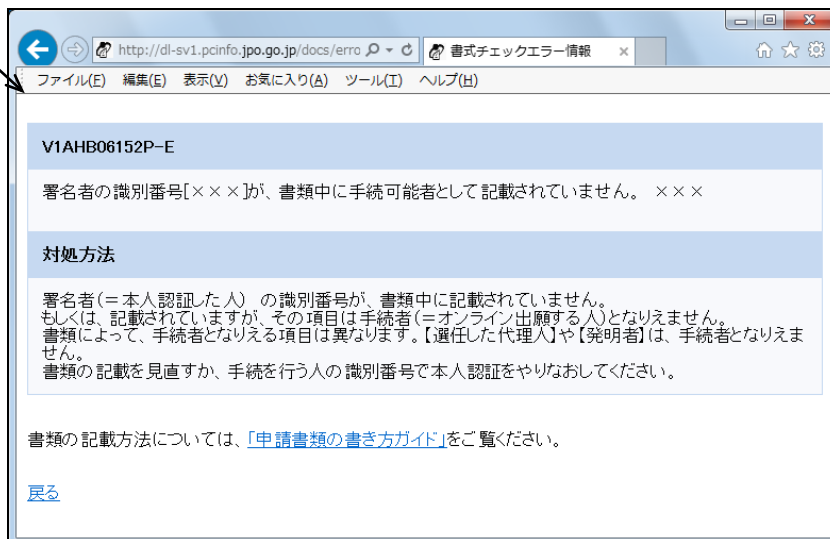 http://dl-sv1.pcinfo.jpo.go.jp/docs/erro
書式チェックエラー情報
ファイル(F) 編集(E) 表示(V) お気に入り(A) ツール(T) ヘルプ(H)
V1AHB06152P-E
署名者の識別番号[×××]が、書類中に手続可能者として記載されていません。 ×××
対処方法
署名者(=本人認証した人) の識別番号が、書類中に記載されていません。
もしくは、記載されていますが、その項目は手続者(=オンライン出願する人)となりえません。
書類によって、手続者となりえる項目は異なります。【選任した代理人】や【発明者】は、手続者となりえま
せん。
書類の記載を見直すか、手続を行う人の識別番号で本人認証をやりなおしてください。
書類の記載方法については、「申請書類の書き方ガイド」をご覧ください。
戻る